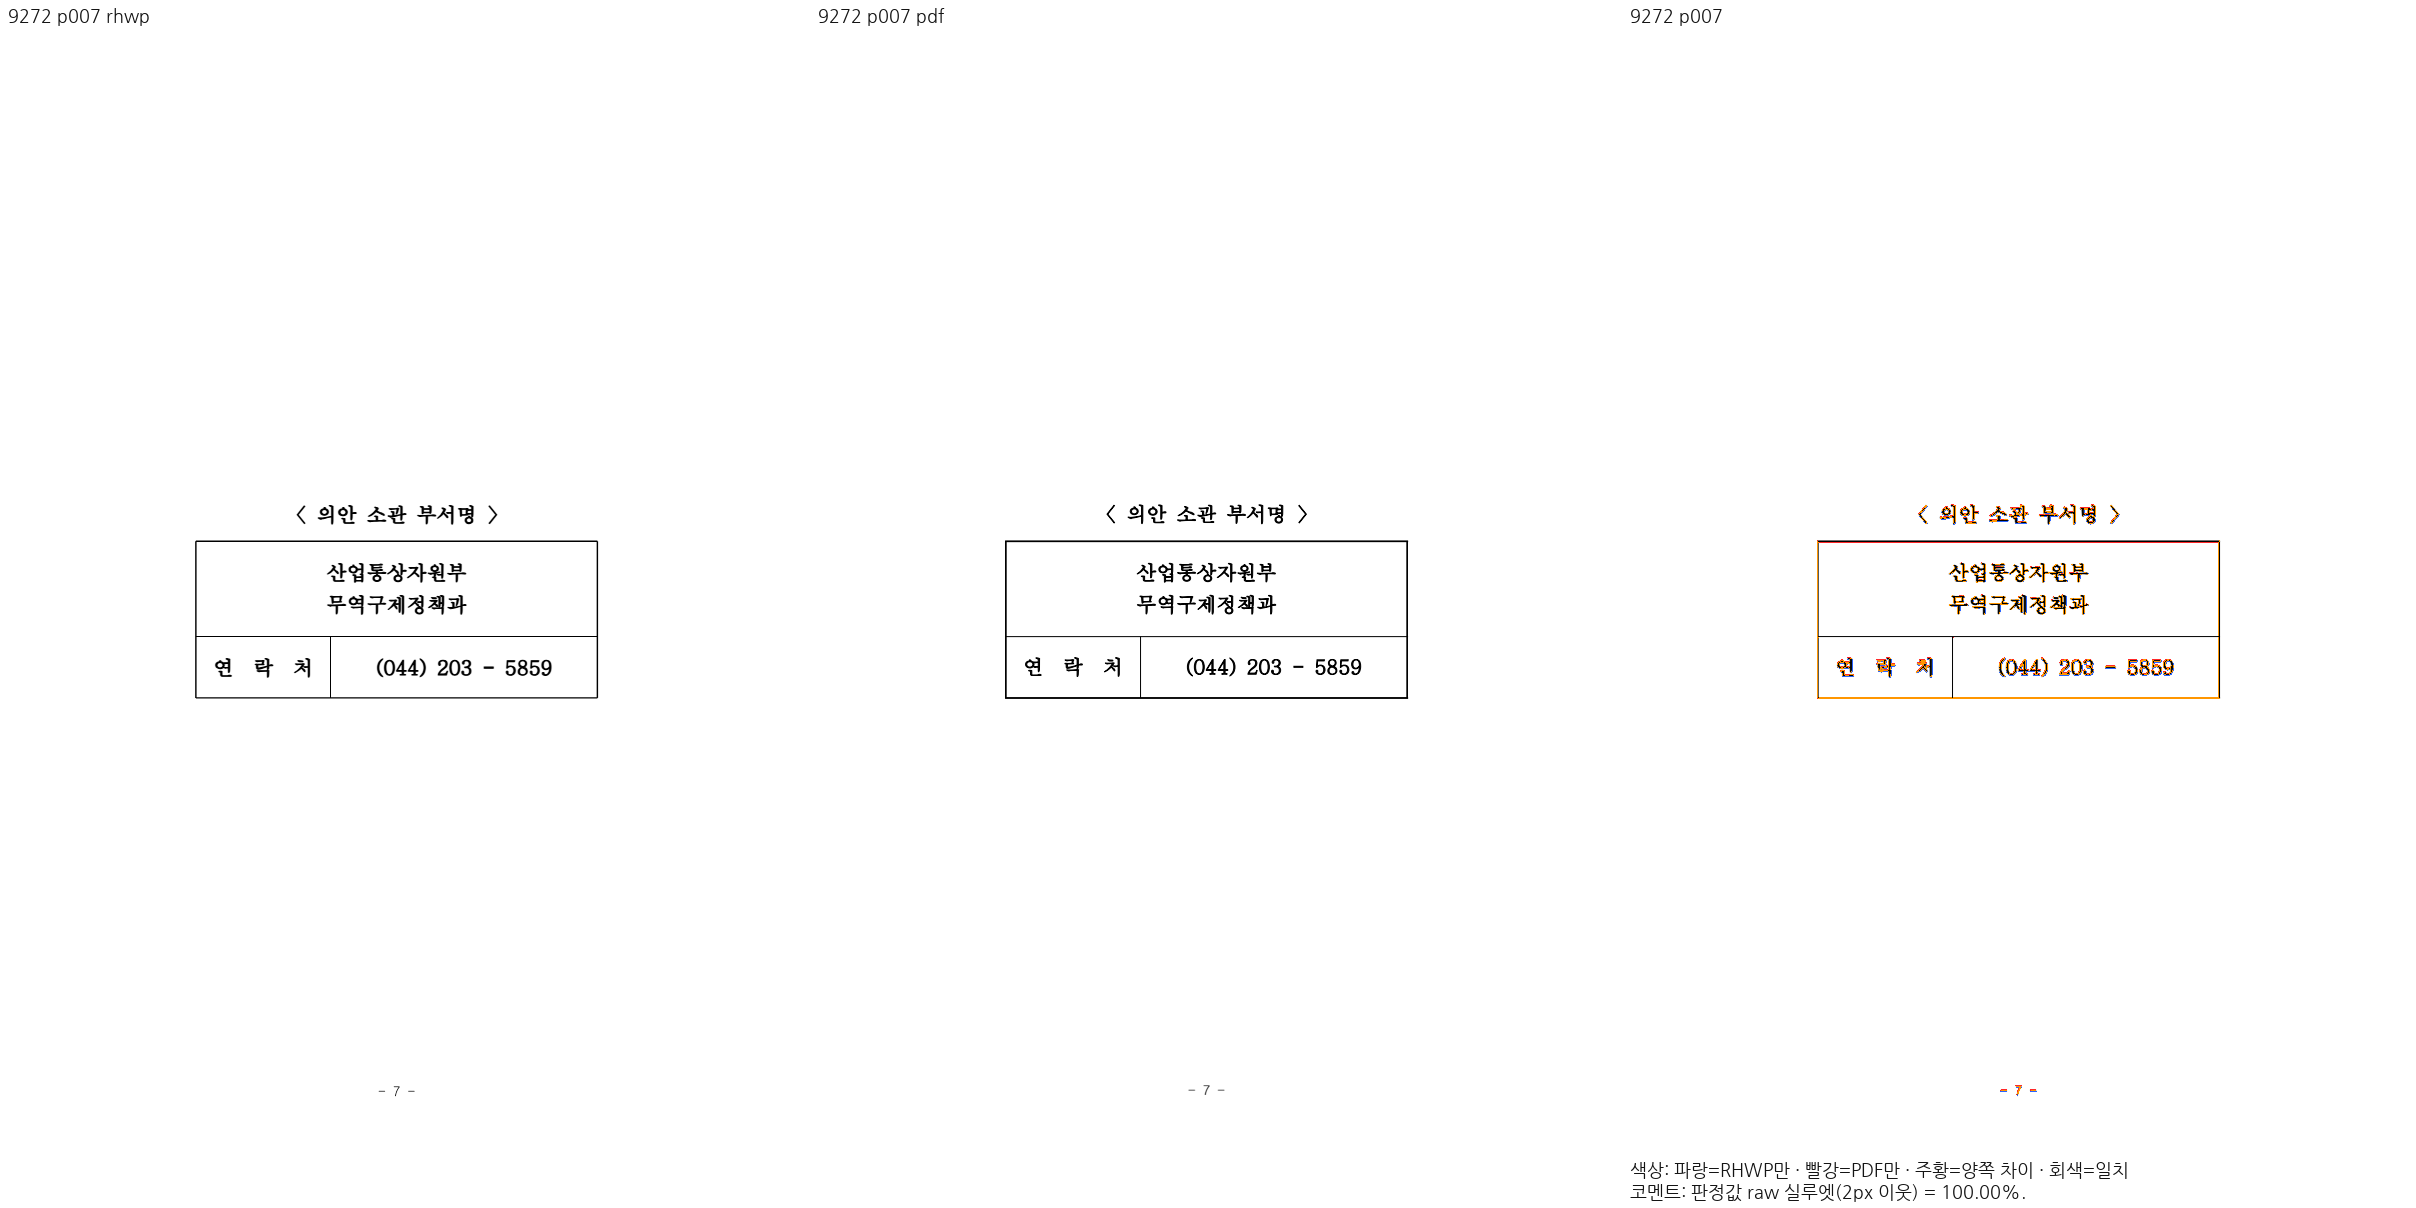 9272 p007 rhwp
〈 의안 소관 부서명 〉
산업통상자원부
무역구제정책과
연 락 처
(044) 203 - 5859
- 7 -
9272 p007 pdf
〈 의안 소관 부서명 〉
산업통상자원부
무역구제정책과
연 락 처
(044) 203 - 5859
- 7 -
9272 p007
〈 의안 소관 부서명 〉
산업통상자원부
무역구제정책과
연 락 처
(044) 203 - 5859
- 7 -
색상: 파랑=RHWP만 · 빨강=PDF만 · 주황=양쪽 차이 · 회색=일치
코멘트: 판정값 raw 실루엣(2px 이웃) = 100.00%.